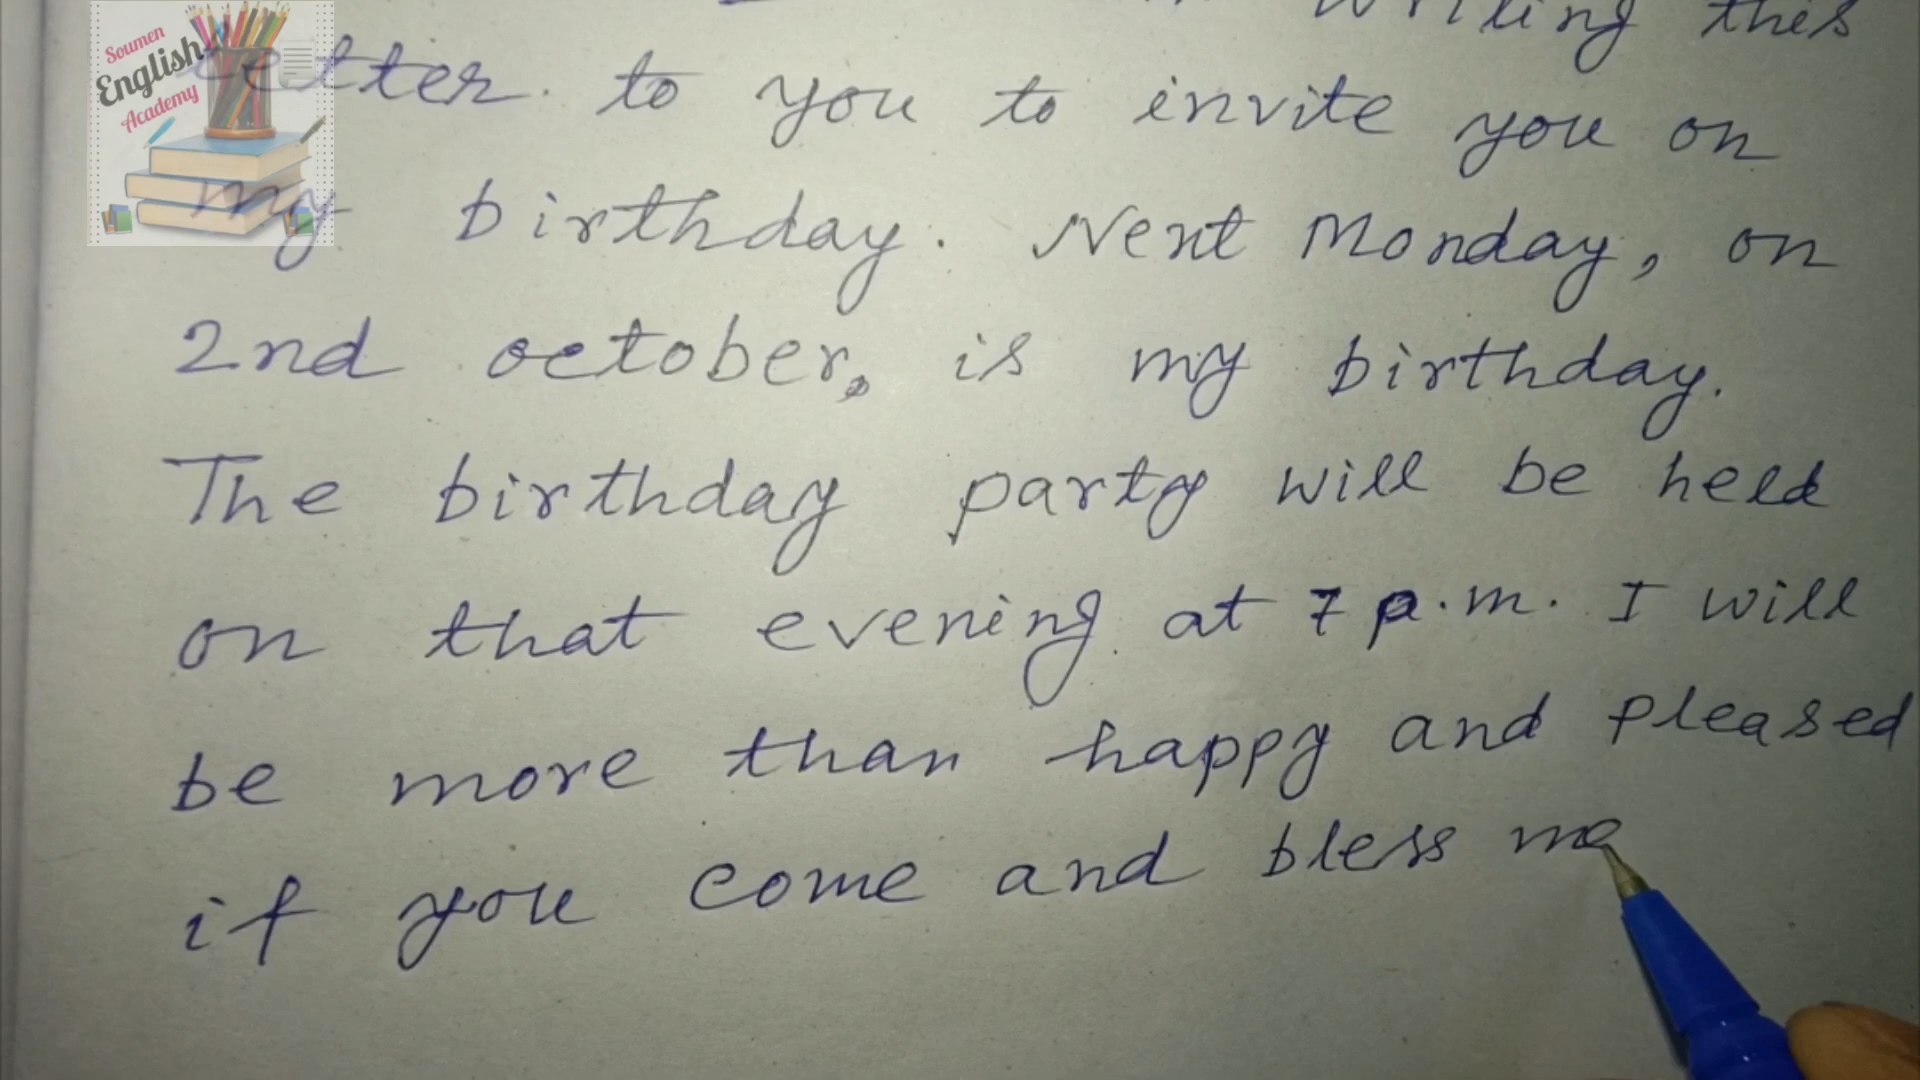 Soumen
English
Academy
writing this
letter to you to invite you on
my birthday. Next Monday, on
2nd october, is my birthday.
The birthday party will be held
on that evening at 7 p.m. I will
be more than happy and pleased
if you come and bless me